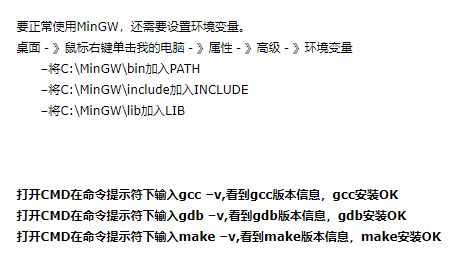 要正常使用MinGW，还需要设置环境变量。
桌面 - 》鼠标右键单击我的电脑 - 》属性 - 》高级 - 》环境变量
–将C:\MinGW\bin加入PATH
–将C:\MinGW\include加入INCLUDE
–将C:\MinGW\lib加入LIB
打开CMD在命令提示符下输入gcc –v,看到gcc版本信息，gcc安装OK
打开CMD在命令提示符下输入gdb –v,看到gdb版本信息，gdb安装OK
打开CMD在命令提示符下输入make –v,看到make版本信息，make安装OK